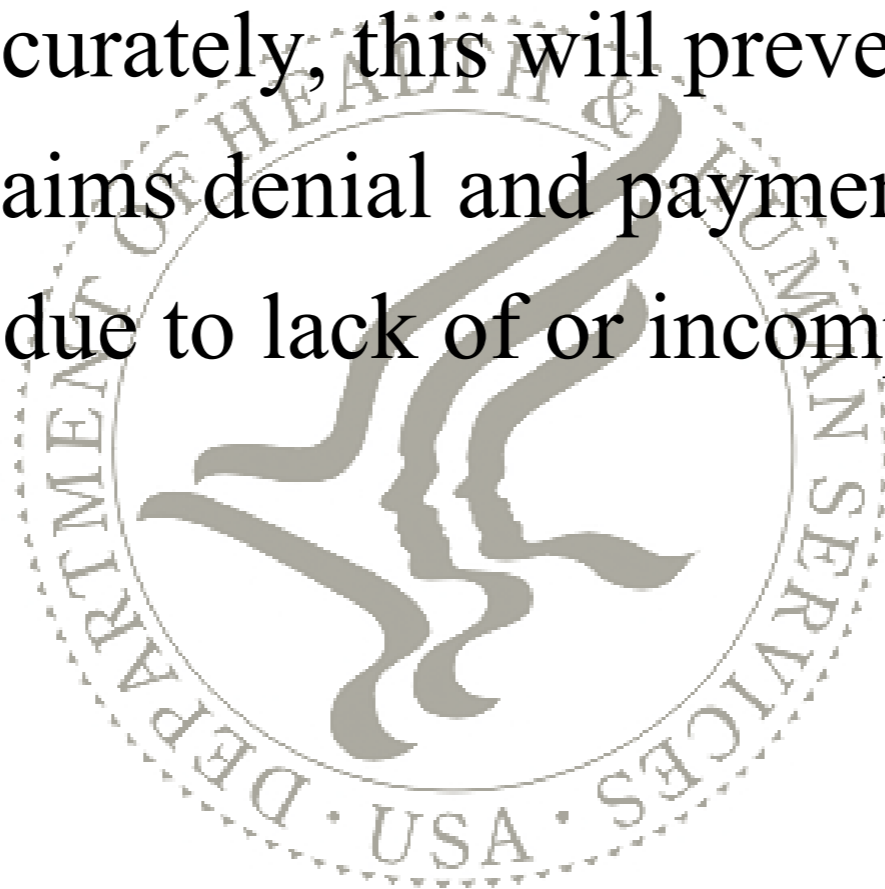 curately, this will preve
aims denial and paymen
due to lack of or incomp
DEPARTMENT OF HEALTH & HUMAN SERVICES · USA ·